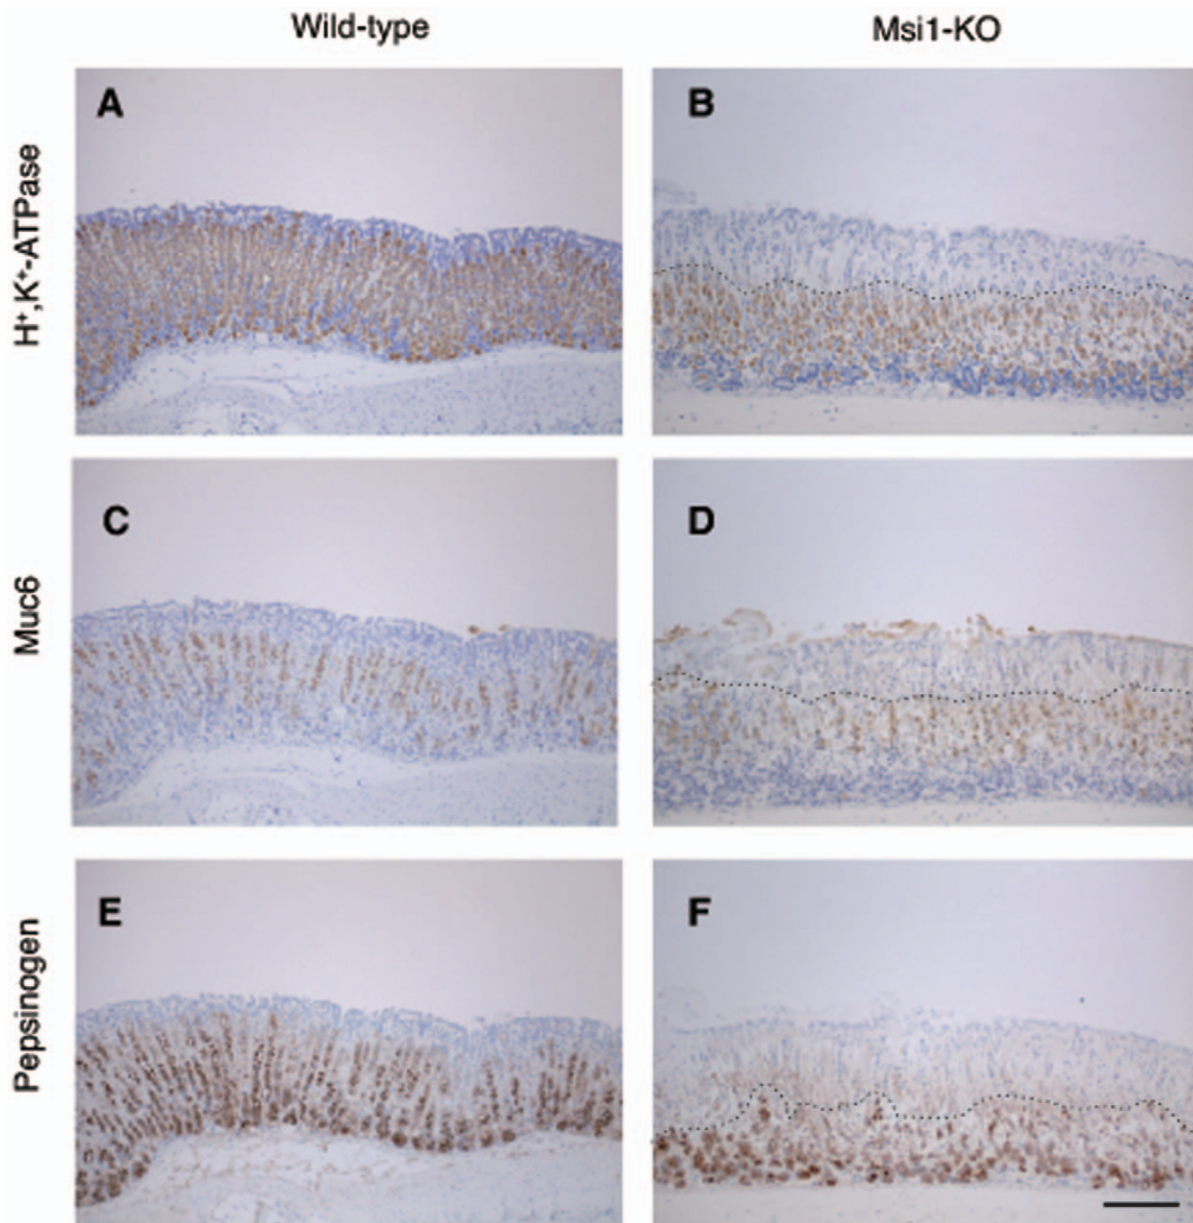 Wild-type
Msi1-KO
H⁺,K⁺-ATPase
A
B
Muc6
C
D
Pepsinogen
E
F